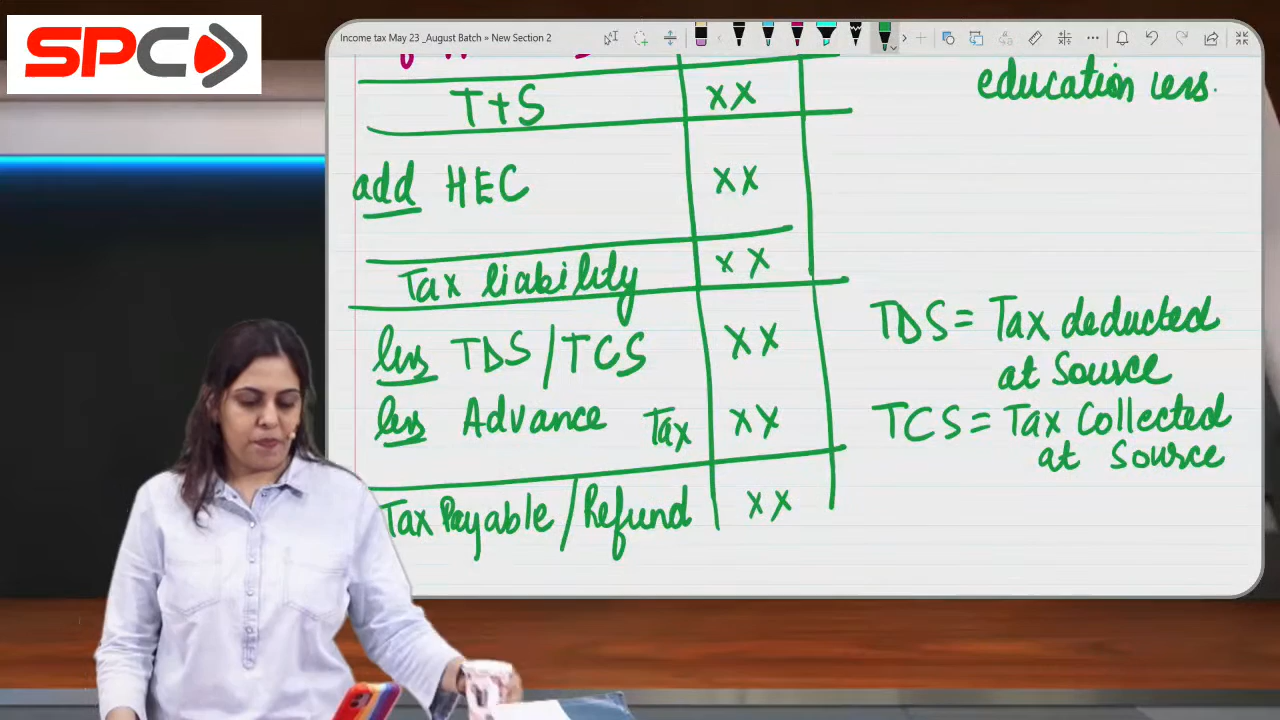 SPC
Income tax May 23 _August Batch » New Section 2
education cess.
T+S XX
add HEC XX
Tax liability XX
less TDS/TCS XX
TDS = Tax deducted
at Source
less Advance Tax XX
TCS = Tax Collected
at Source
Tax Payable/Refund XX